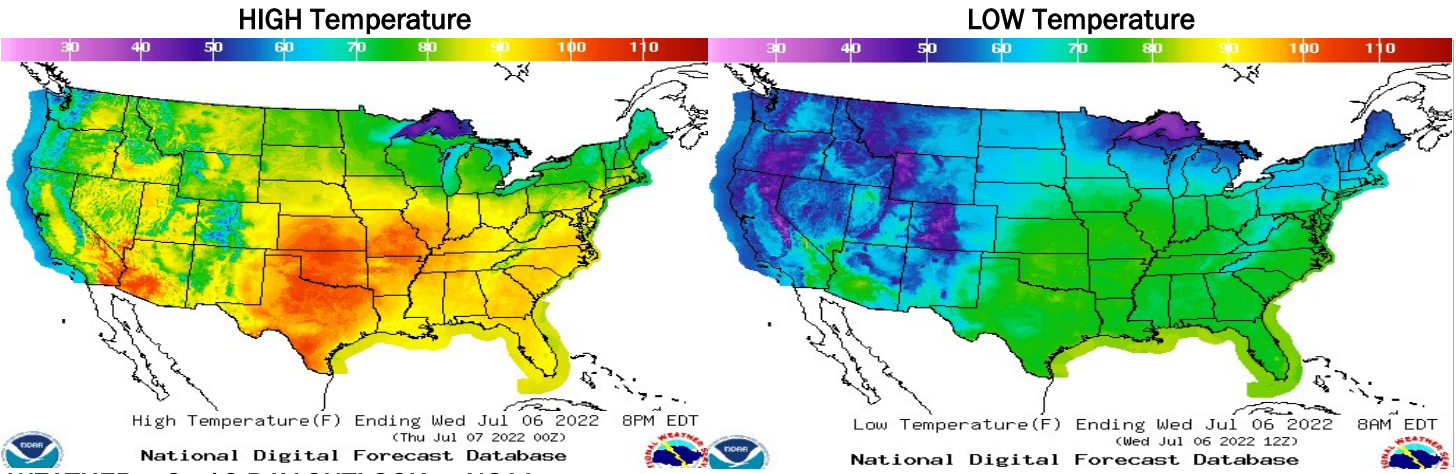 HIGH Temperature
30 40 50 60 70 80 90 100 110
High Temperature(F) Ending Wed Jul 06 2022 8PM EDT
(Thu Jul 07 2022 00Z)
National Digital Forecast Database
NOAA
LOW Temperature
30 40 50 60 70 80 90 100 110
Low Temperature(F) Ending Wed Jul 06 2022 8AM EDT
(Wed Jul 06 2022 12Z)
National Digital Forecast Database
NOAA